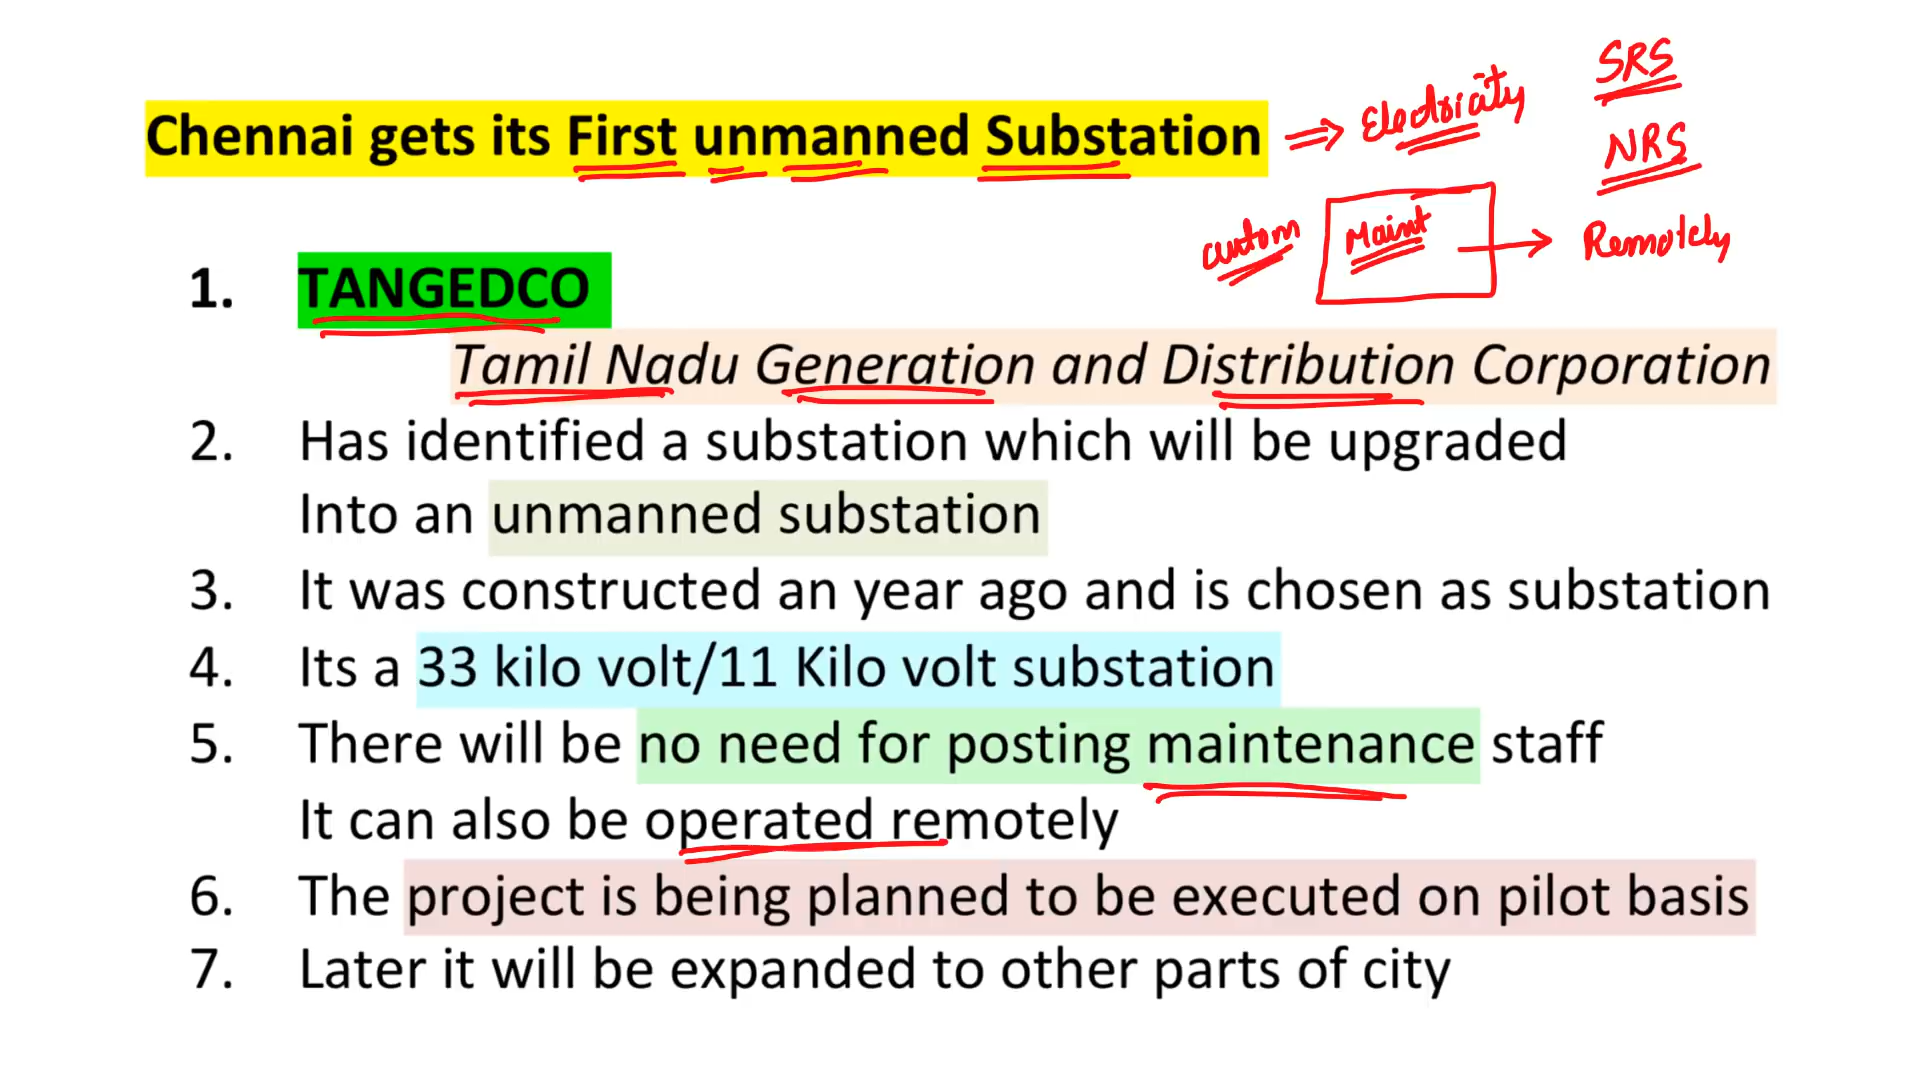 SRS
Chennai gets its First unmanned Substation ⇒ Electricity
NRS
autom Maint → Remotely
1. TANGEDCO
Tamil Nadu Generation and Distribution Corporation
2. Has identified a substation which will be upgraded
Into an unmanned substation
3. It was constructed an year ago and is chosen as substation
4. Its a 33 kilo volt/11 Kilo volt substation
5. There will be no need for posting maintenance staff
It can also be operated remotely
6. The project is being planned to be executed on pilot basis
7. Later it will be expanded to other parts of city